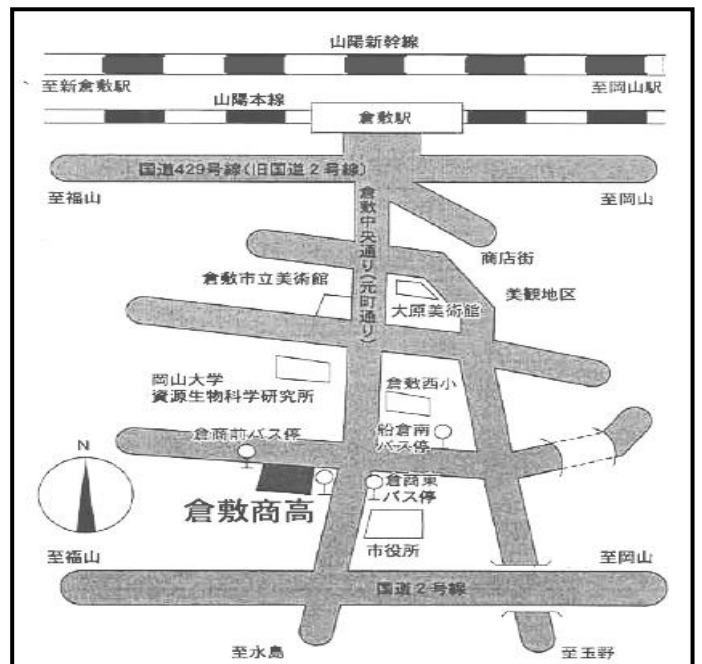 山陽新幹線
至新倉敷駅
至岡山駅
山陽本線
倉敷駅
国道429号線(旧国道2号線)
至福山
至岡山
倉敷中央通り(元町通り)
商店街
倉敷市立美術館
大原美術館
美観地区
岡山大学
資源生物科学研究所
倉敷西小
倉商前バス停
船倉南
バス停
N
倉敷商高
倉商東
バス停
市役所
至福山
至岡山
国道2号線
至水島
至玉野